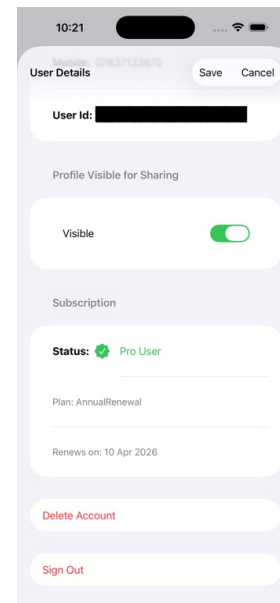 10:21
User Details
Save
Cancel
User Id:
Profile Visible for Sharing
Visible
Subscription
Status: Pro User
Plan: AnnualRenewal
Renews on: 10 Apr 2026
Delete Account
Sign Out